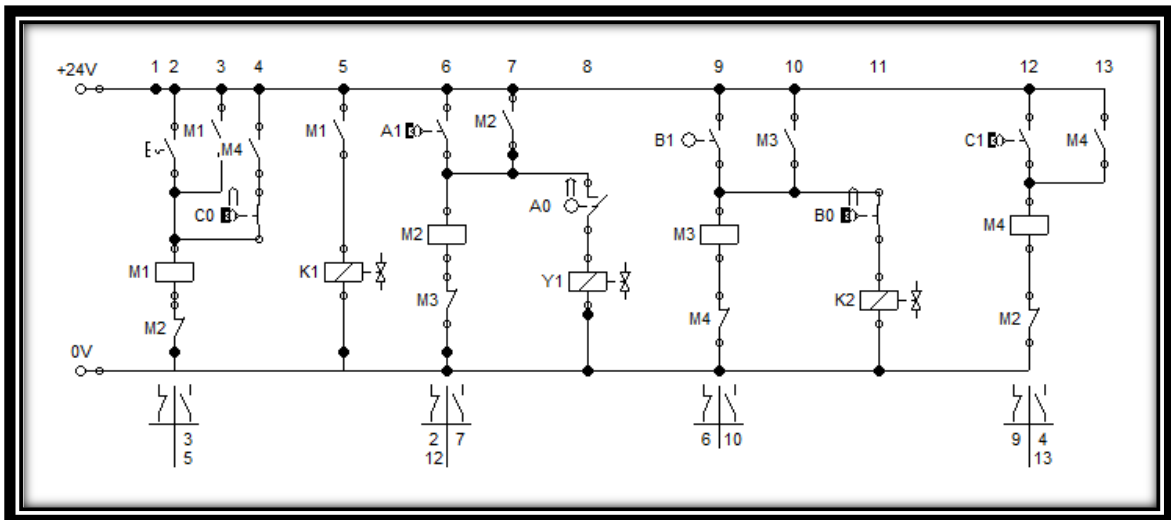 +24V 1 2 3 4 5 6 7 8 9 10 11 12 13
M1 M4 M1 A1 M2 B1 M3 C1 M4
C0 A0 B0
M1 K1 M2 Y1 M3 K2 M4
M2 M3 M4 M2
0V
3 2 7 6 10 9 4
5 12 13